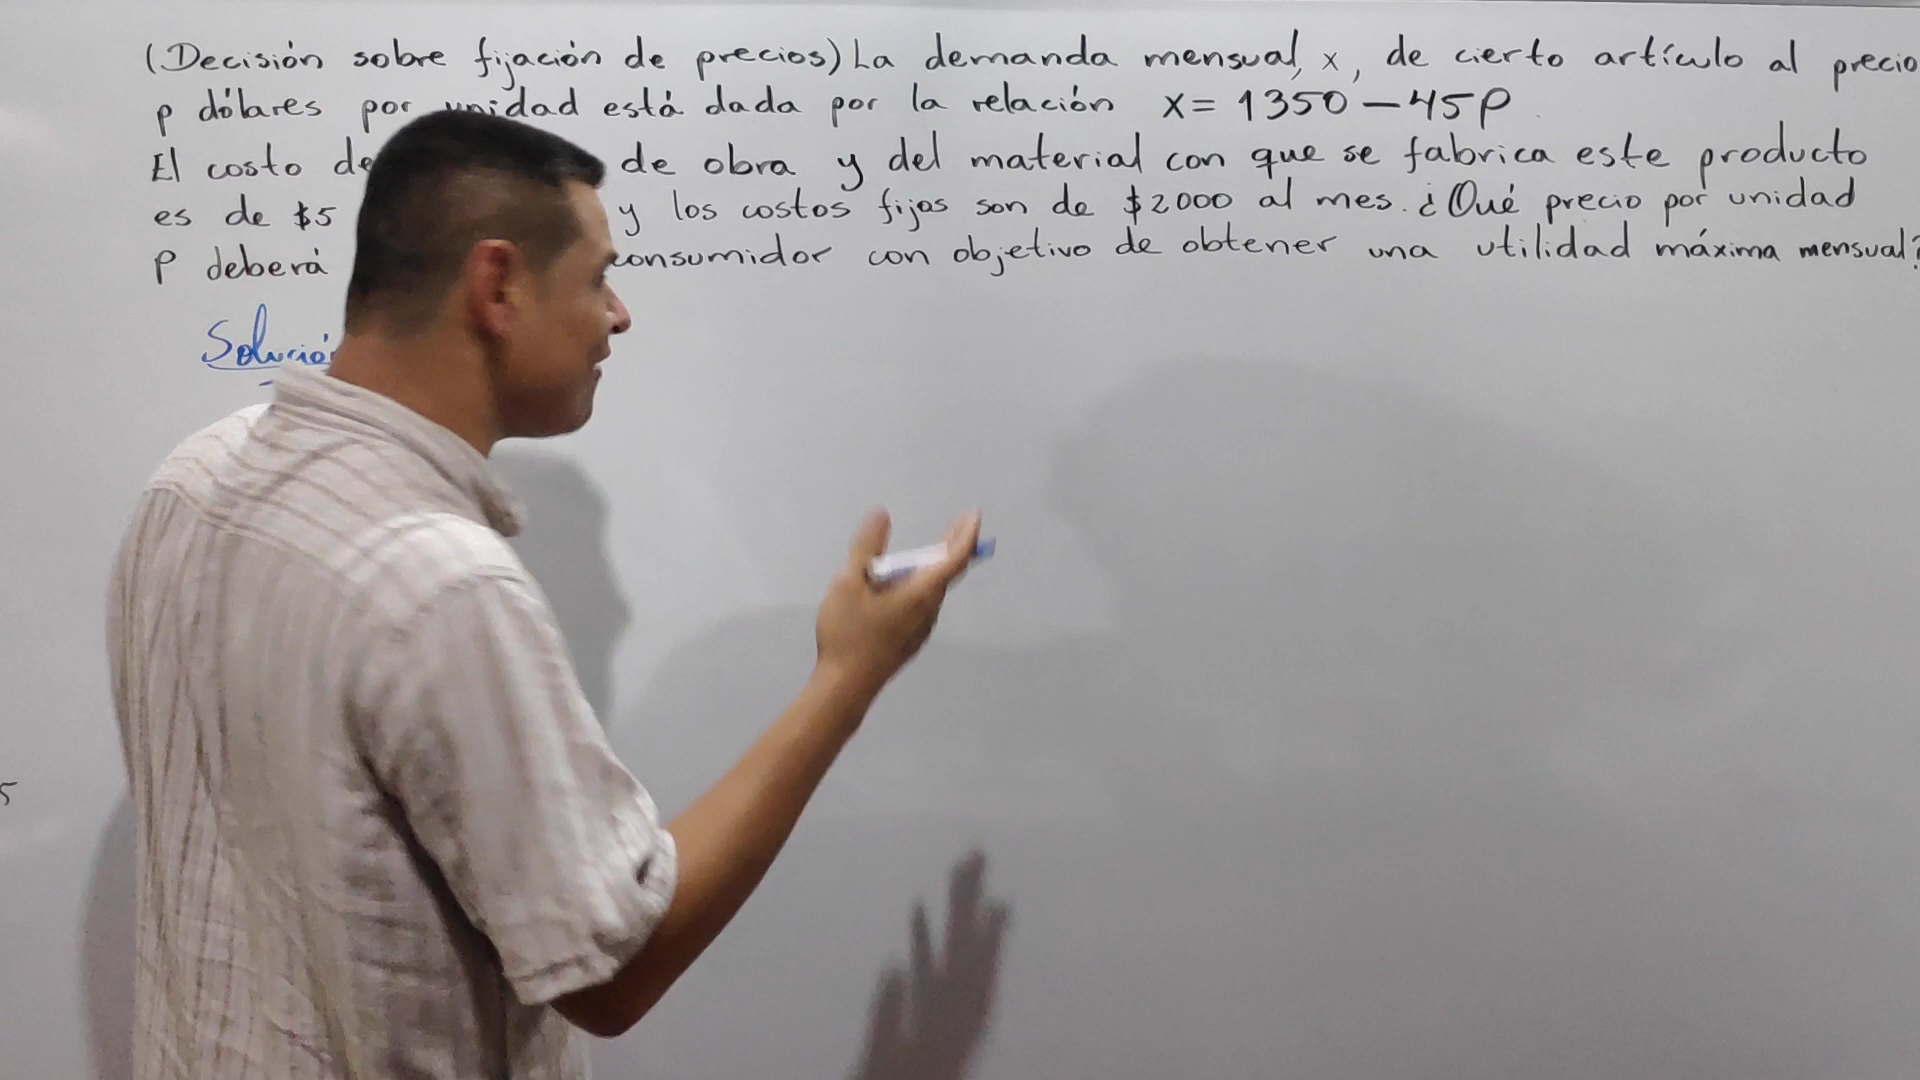 (Decisión sobre fijación de precios) La demanda mensual, x, de cierto artículo al precio
p dólares por unidad está dada por la relación x = 1350 - 45p
El costo de de obra y del material con que se fabrica este producto
es de $5 y los costos fijos son de $2000 al mes. ¿Qué precio por unidad
P deberá consumidor con objetivo de obtener una utilidad máxima mensual?
Solución
5